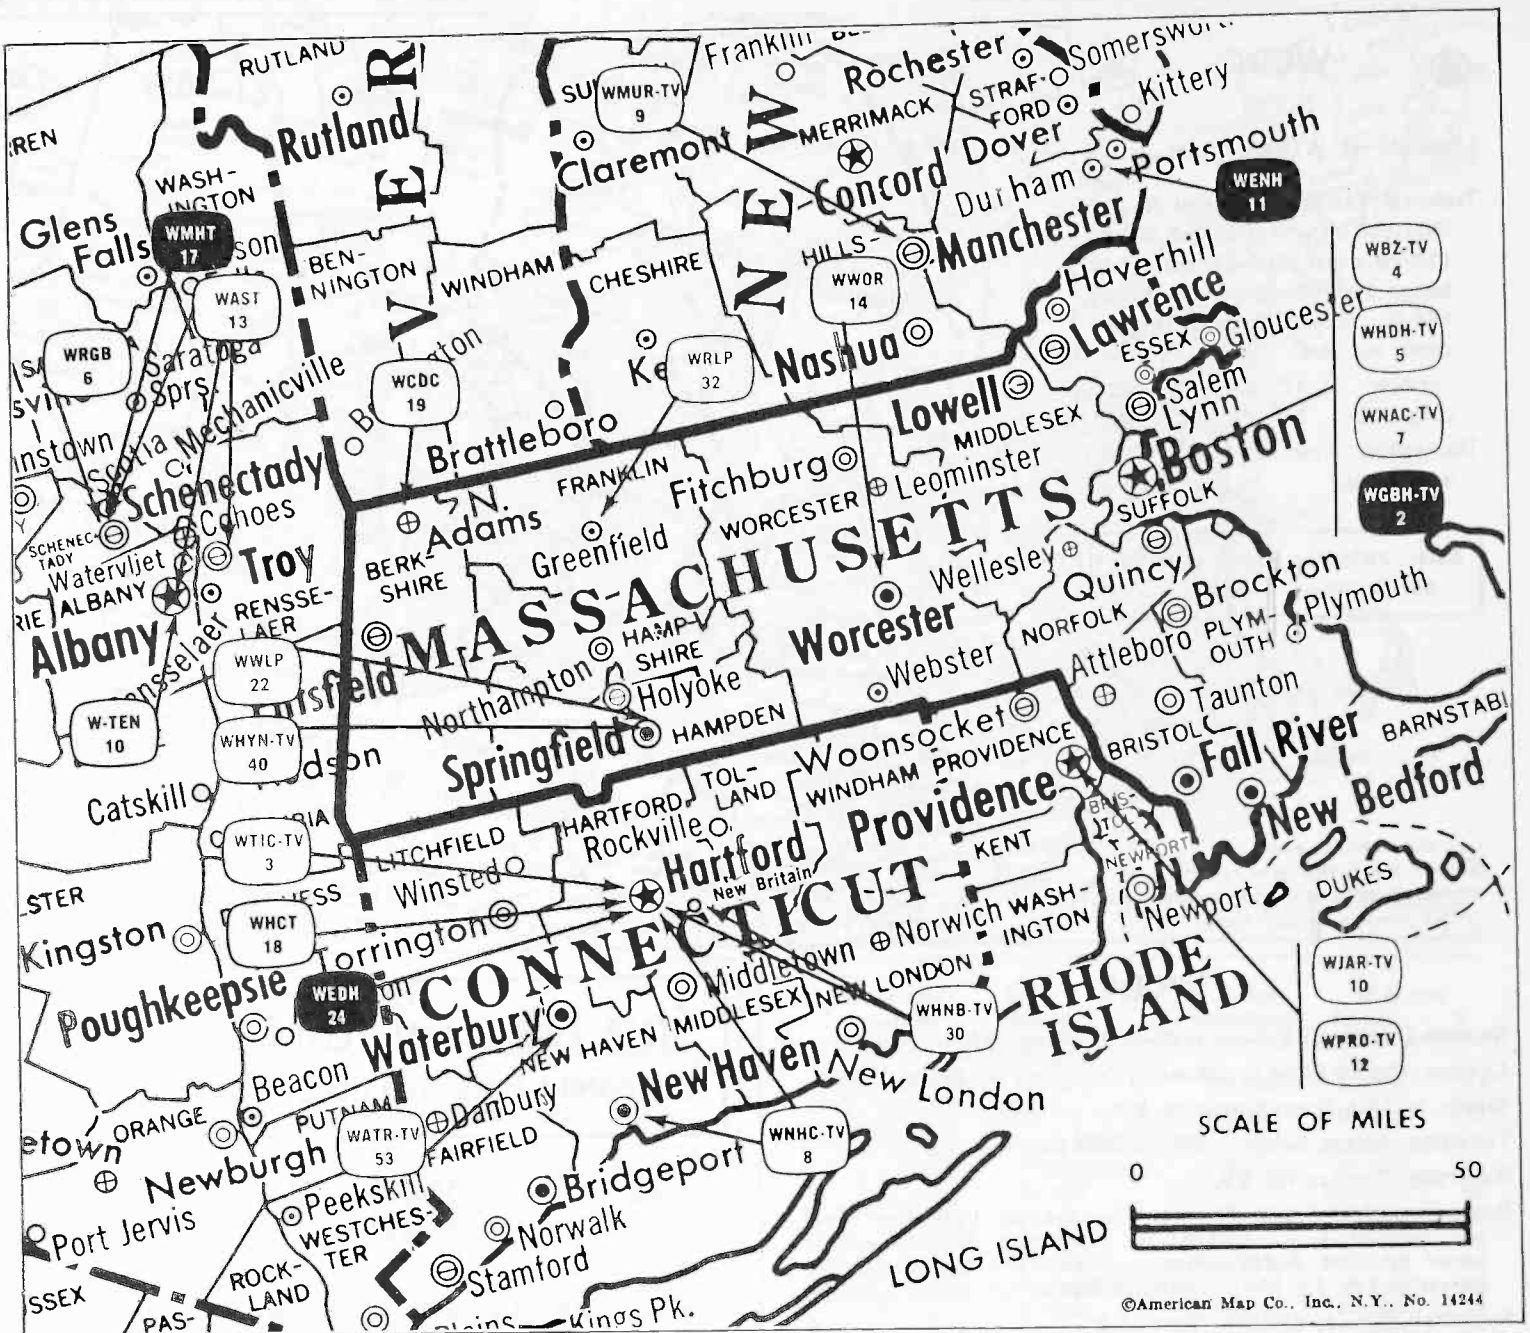 RUTLAND
Rutland
WASH-
INGTON
Glens
Falls
WMHT
17
WAST
13
WRGB
6
Saratoga
Sprs.
Mechanicville
Scotia
Schenectady
SCHENEC-
TADY
Cohoes
Watervliet
Troy
ALBANY
Albany
RENSSE-
LAER
W-TEN
10
WWLP
22
WHYN-TV
40
Catskill
WTIC-TV
3
WHCT
18
Kingston
WEDH
24
Poughkeepsie
Beacon
ORANGE
PUTNAM
Newburgh
WATR-TV
53
Port Jervis
Peekskill
WESTCHES-
TER
ROCK-
LAND
PAS-
BEN-
NINGTON
WINDHAM
CHESHIRE
WCDC
19
Brattleboro
WMUR-TV
9
Claremont
MERRIMACK
Rochester
STRAF-
FORD
Kittery
Dover
Concord
Durham
Portsmouth
WENH
11
NEW
HILLS-
Manchester
WWOR
14
WRLP
32
Nashua
Haverhill
Lawrence
ESSEX
Gloucester
Salem
Lynn
Lowell
MIDDLESEX
Boston
SUFFOLK
WBZ-TV
4
WHDH-TV
5
WNAC-TV
7
WGBH-TV
2
N.
Adams
BERK-
SHIRE
FRANKLIN
Greenfield
Fitchburg
Leominster
WORCESTER
MASSACHUSETTS
HAMP-
SHIRE
Northampton
Holyoke
Springfield
HAMPDEN
Worcester
Webster
Wellesley
Quincy
NORFOLK
Brockton
PLYM-
OUTH
Plymouth
Attleboro
Taunton
BRISTOL
Fall River
New Bedford
DUKES
Woonsocket
PROVIDENCE
Providence
KENT
WASH-
INGTON
BRIS-
TOL
NEWPORT
Newport
RHODE
ISLAND
WJAR-TV
10
WPRO-TV
12
LITCHFIELD
Winsted
Torrington
HARTFORD
Rockville
TOL-
LAND
WINDHAM
Hartford
New Britain
CONNECTICUT
Middletown
Norwich
MIDDLESEX
NEW LONDON
WHNB-TV
30
Waterbury
NEW HAVEN
New Haven
New London
Danbury
FAIRFIELD
WNHC-TV
8
Bridgeport
Norwalk
Stamford
Plains
Kings Pk.
LONG ISLAND
SCALE OF MILES
0 50
©American Map Co., Inc., N.Y., No. 14244